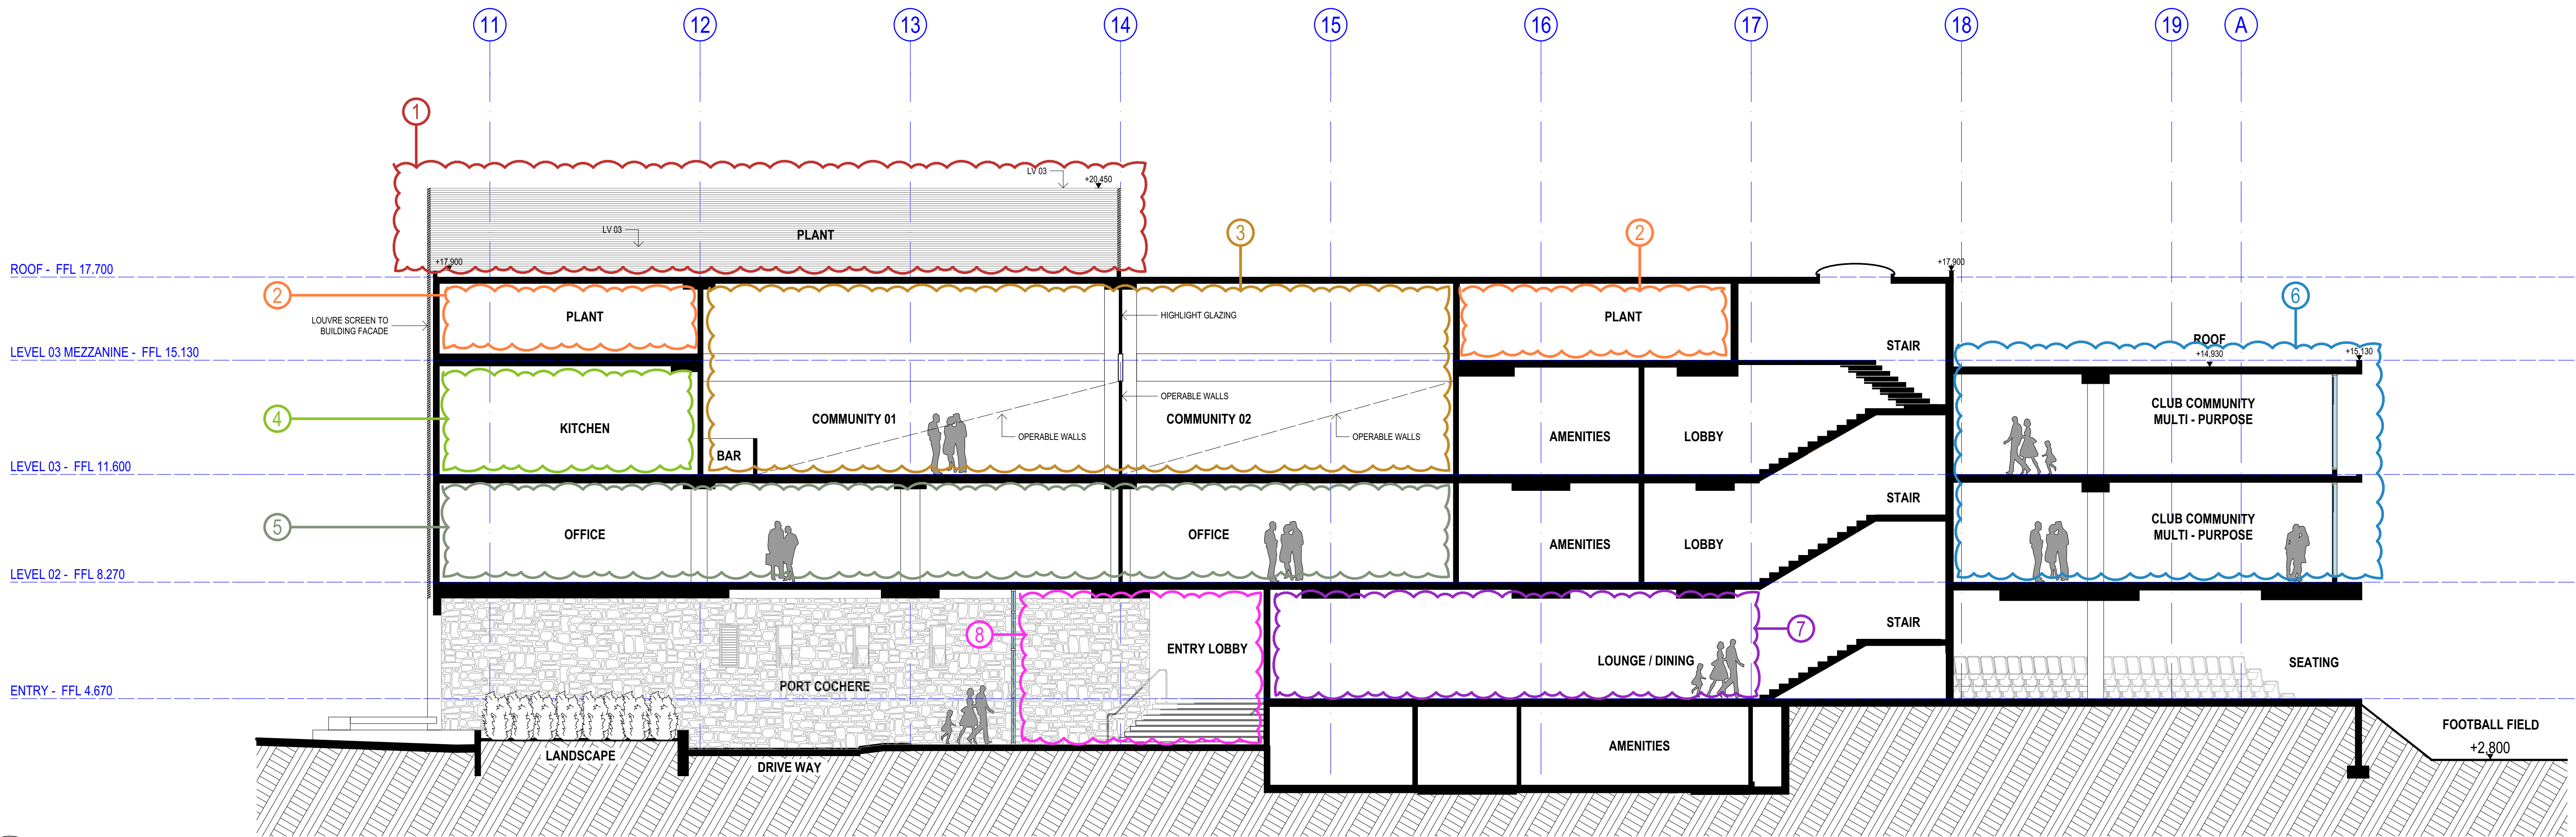 11 12 13 14 15 16 17 18 19 A
1
LV 03
+20,450
LV 03
PLANT
3
2
ROOF - FFL 17.700
+17,900
+17,900
2
6
LOUVRE SCREEN TO
BUILDING FACADE
PLANT
HIGHLIGHT GLAZING
PLANT
STAIR
ROOF
+14,930
+15,130
LEVEL 03 MEZZANINE - FFL 15.130
4
KITCHEN
COMMUNITY 01
OPERABLE WALLS
OPERABLE WALLS
COMMUNITY 02
OPERABLE WALLS
AMENITIES
LOBBY
CLUB COMMUNITY
MULTI - PURPOSE
BAR
LEVEL 03 - FFL 11.600
STAIR
5
OFFICE
OFFICE
AMENITIES
LOBBY
CLUB COMMUNITY
MULTI - PURPOSE
LEVEL 02 - FFL 8.270
8
ENTRY LOBBY
7
STAIR
LOUNGE / DINING
SEATING
PORT COCHERE
ENTRY - FFL 4.670
LANDSCAPE
DRIVE WAY
AMENITIES
FOOTBALL FIELD
+2,800